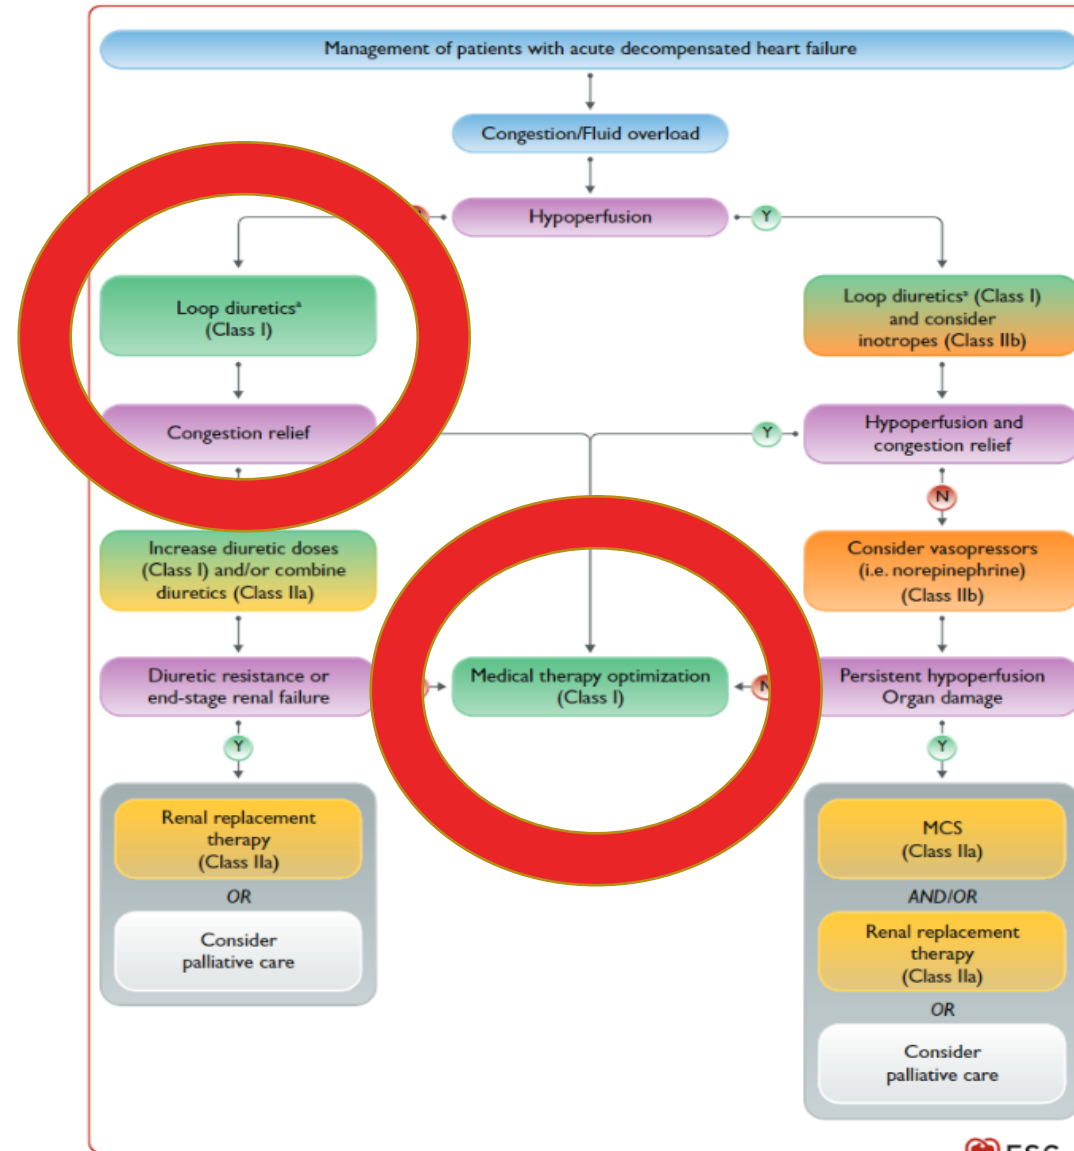 Management of patients with acute decompensated heart failure
Congestion/Fluid overload
Hypoperfusion
Y
Loop diureticsª
(Class I)
Loop diureticsª (Class I)
and consider
inotropes (Class IIb)
Congestion relief
Y
Hypoperfusion and
congestion relief
N
Increase diuretic doses
(Class I) and/or combine
diuretics (Class IIa)
Consider vasopressors
(i.e. norepinephrine)
(Class IIb)
Diuretic resistance or
end-stage renal failure
Medical therapy optimization
(Class I)
N
Persistent hypoperfusion
Organ damage
Y
Y
Renal replacement
therapy
(Class IIa)
OR
Consider
palliative care
MCS
(Class IIa)
AND/OR
Renal replacement
therapy
(Class IIa)
OR
Consider
palliative care